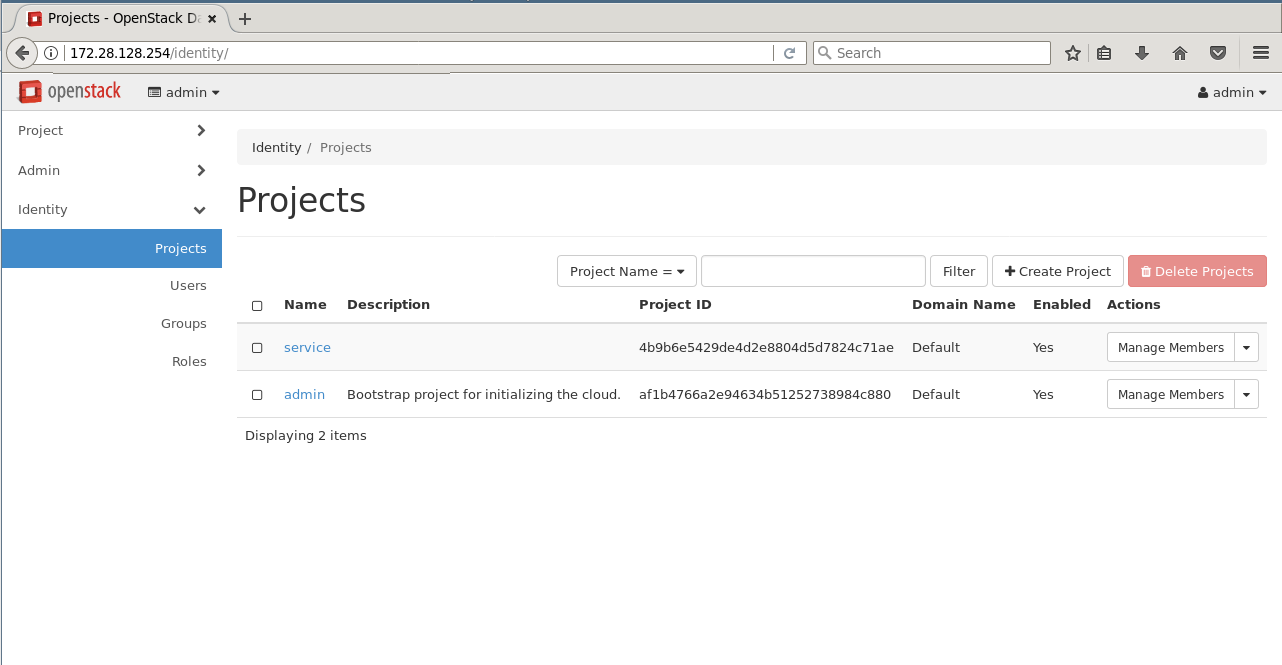 Projects - OpenStack Da
172.28.128.254/identity/
Search
openstack
admin
admin
Project
Admin
Identity
Projects
Users
Groups
Roles
Identity / Projects
Projects
Project Name =
Filter
Create Project
Delete Projects
Name Description Project ID Domain Name Enabled Actions
service 4b9b6e5429de4d2e8804d5d7824c71ae Default Yes Manage Members
admin Bootstrap project for initializing the cloud. af1b4766a2e94634b51252738984c880 Default Yes Manage Members
Displaying 2 items